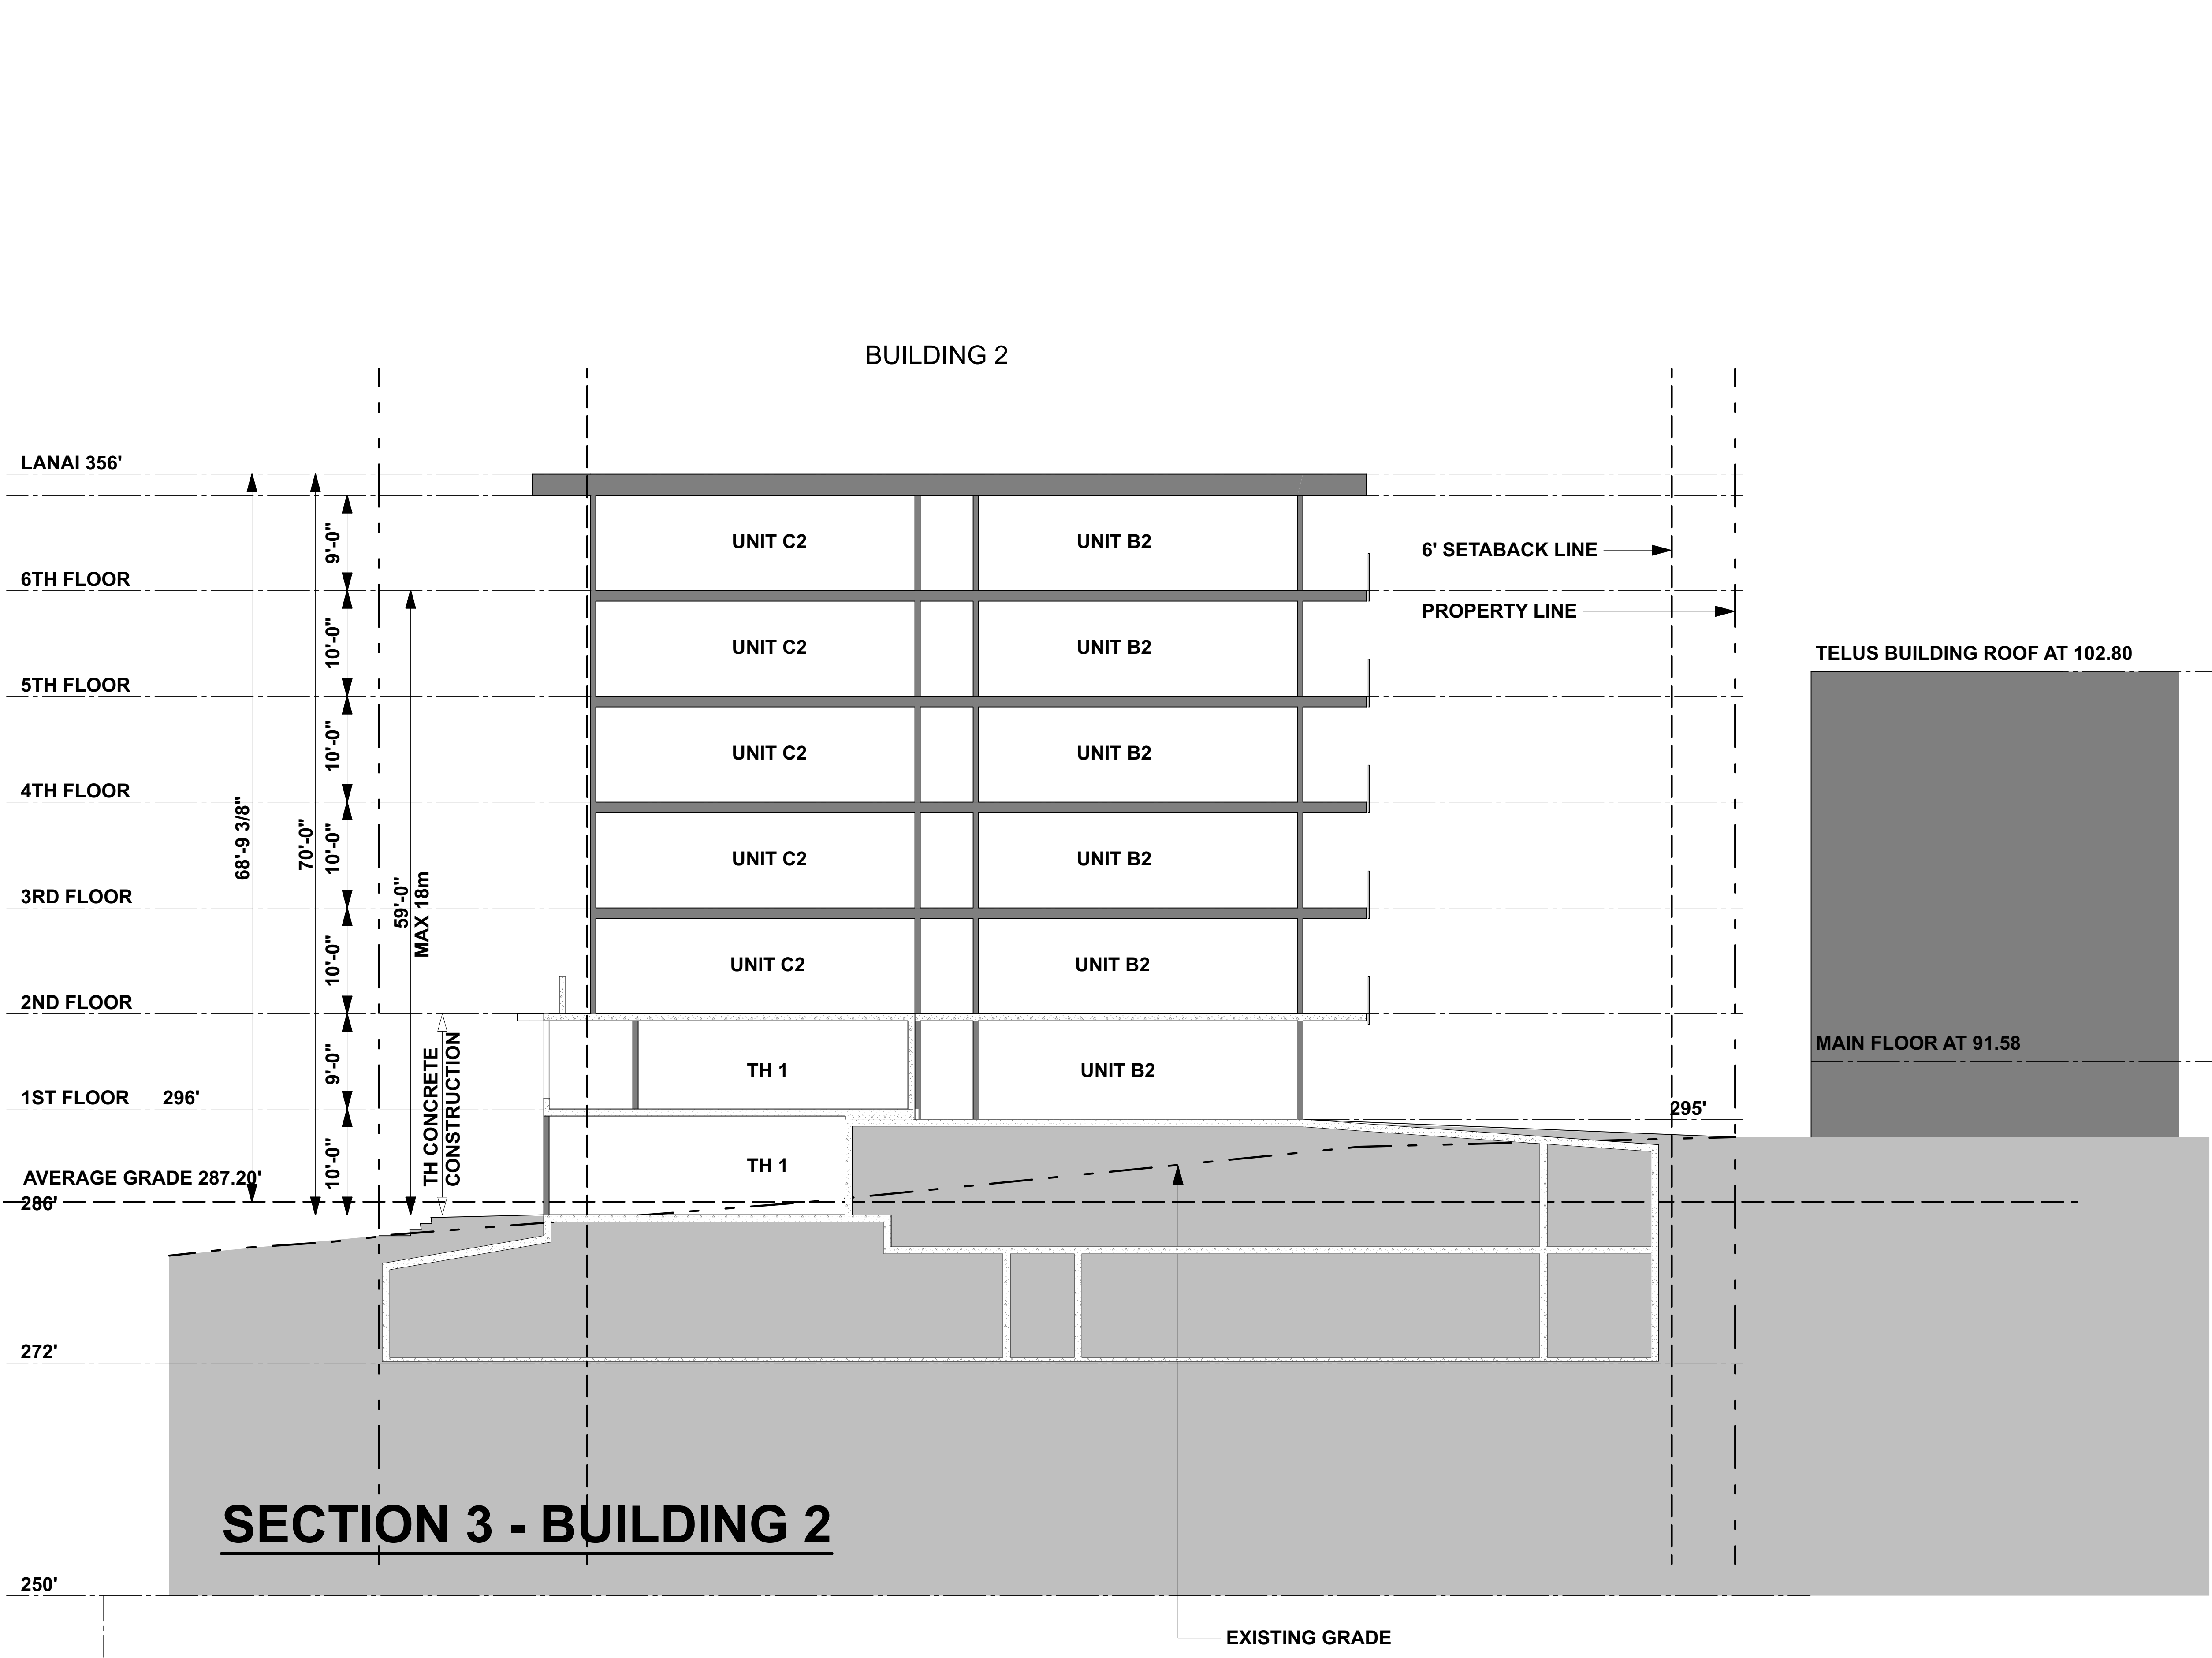 BUILDING 2
LANAI 356'
9'-0"
UNIT C2
UNIT B2
6' SETABACK LINE
6TH FLOOR
PROPERTY LINE
10'-0"
UNIT C2
UNIT B2
TELUS BUILDING ROOF AT 102.80
5TH FLOOR
10'-0"
UNIT C2
UNIT B2
4TH FLOOR
68'-9 3/8"
70'-0"
10'-0"
UNIT C2
UNIT B2
3RD FLOOR
59'-0"
MAX 18m
10'-0"
UNIT C2
UNIT B2
2ND FLOOR
9'-0"
TH 1
UNIT B2
MAIN FLOOR AT 91.58
1ST FLOOR 296'
295'
TH CONCRETE
CONSTRUCTION
10'-0"
TH 1
AVERAGE GRADE 287.20'
286'
272'
SECTION 3 - BUILDING 2
250'
EXISTING GRADE